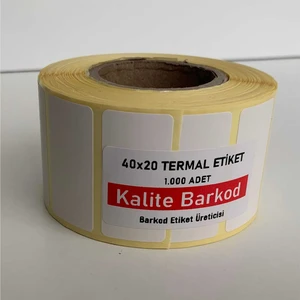 40x20 TERMAL ETİKET
1.000 ADET
Kalite Barkod
Barkod Etiket Üreticisi